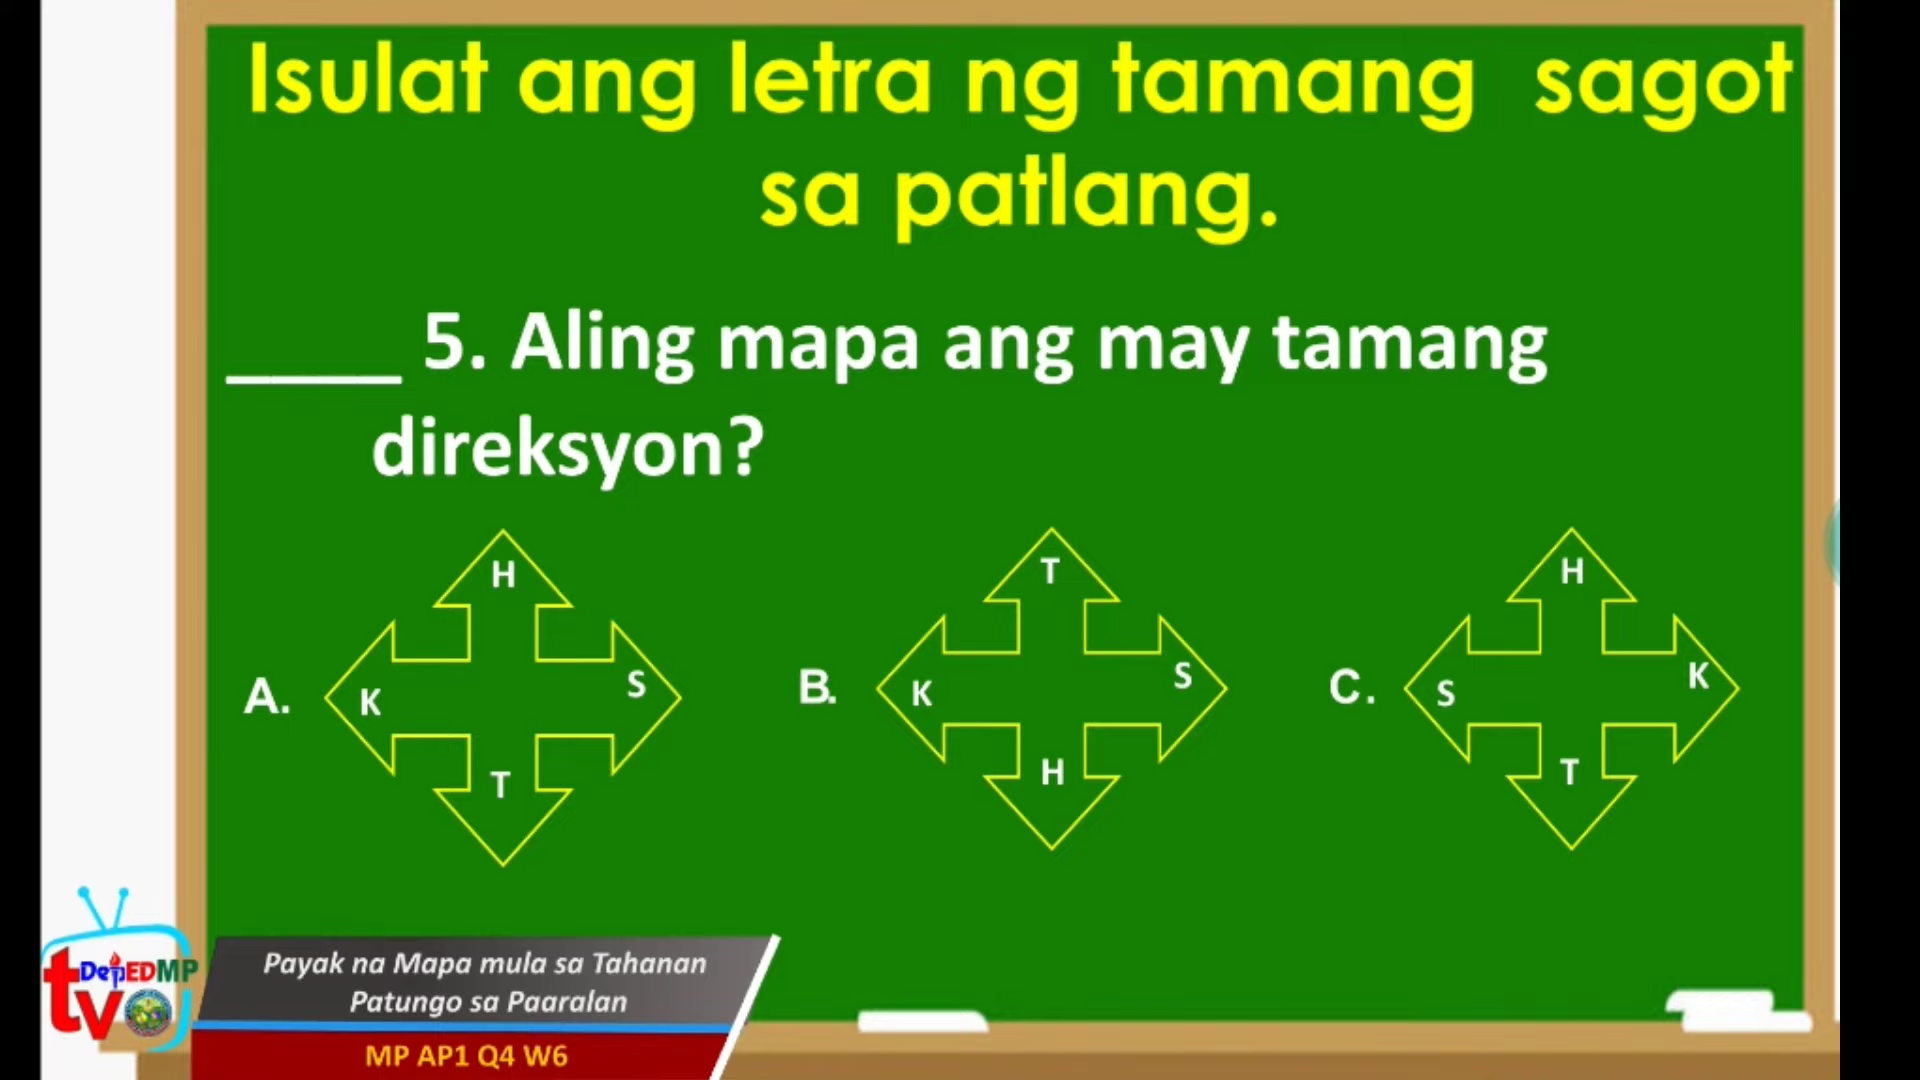 Isulat ang letra ng tamang sagot
sa patlang.
____ 5. Aling mapa ang may tamang
direksyon?
A.
H
K
S
T
B.
T
K
S
H
C.
H
S
K
T
DepEDMP
tv
Payak na Mapa mula sa Tahanan
Patungo sa Paaralan
MP AP1 Q4 W6